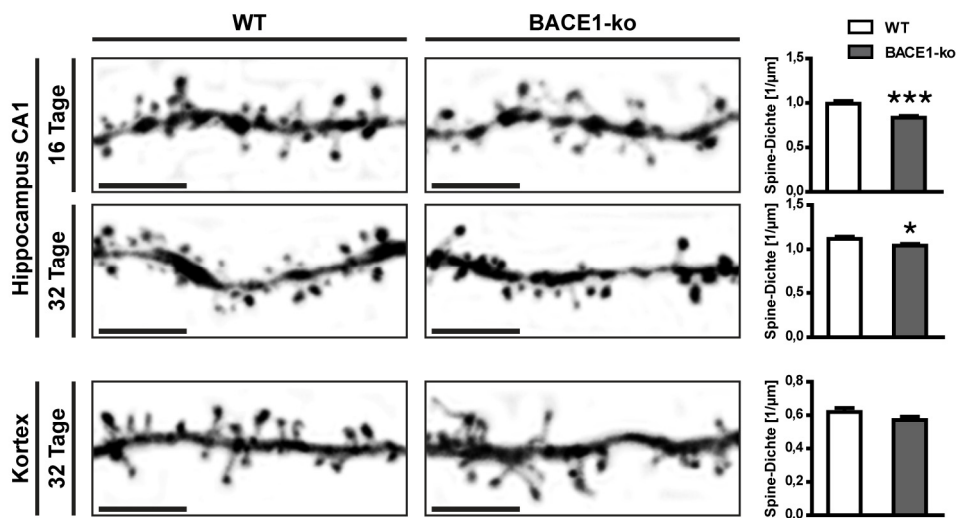 WT
BACE1-ko
WT
BACE1-ko
Hippocampus CA1
16 Tage
Spine-Dichte [1/µm]
1,5
***
1,0
0,5
0,0
32 Tage
Spine-Dichte [1/µm]
1,5
*
1,0
0,5
0,0
Kortex
32 Tage
Spine-Dichte [1/µm]
0,8
0,6
0,4
0,2
0,0